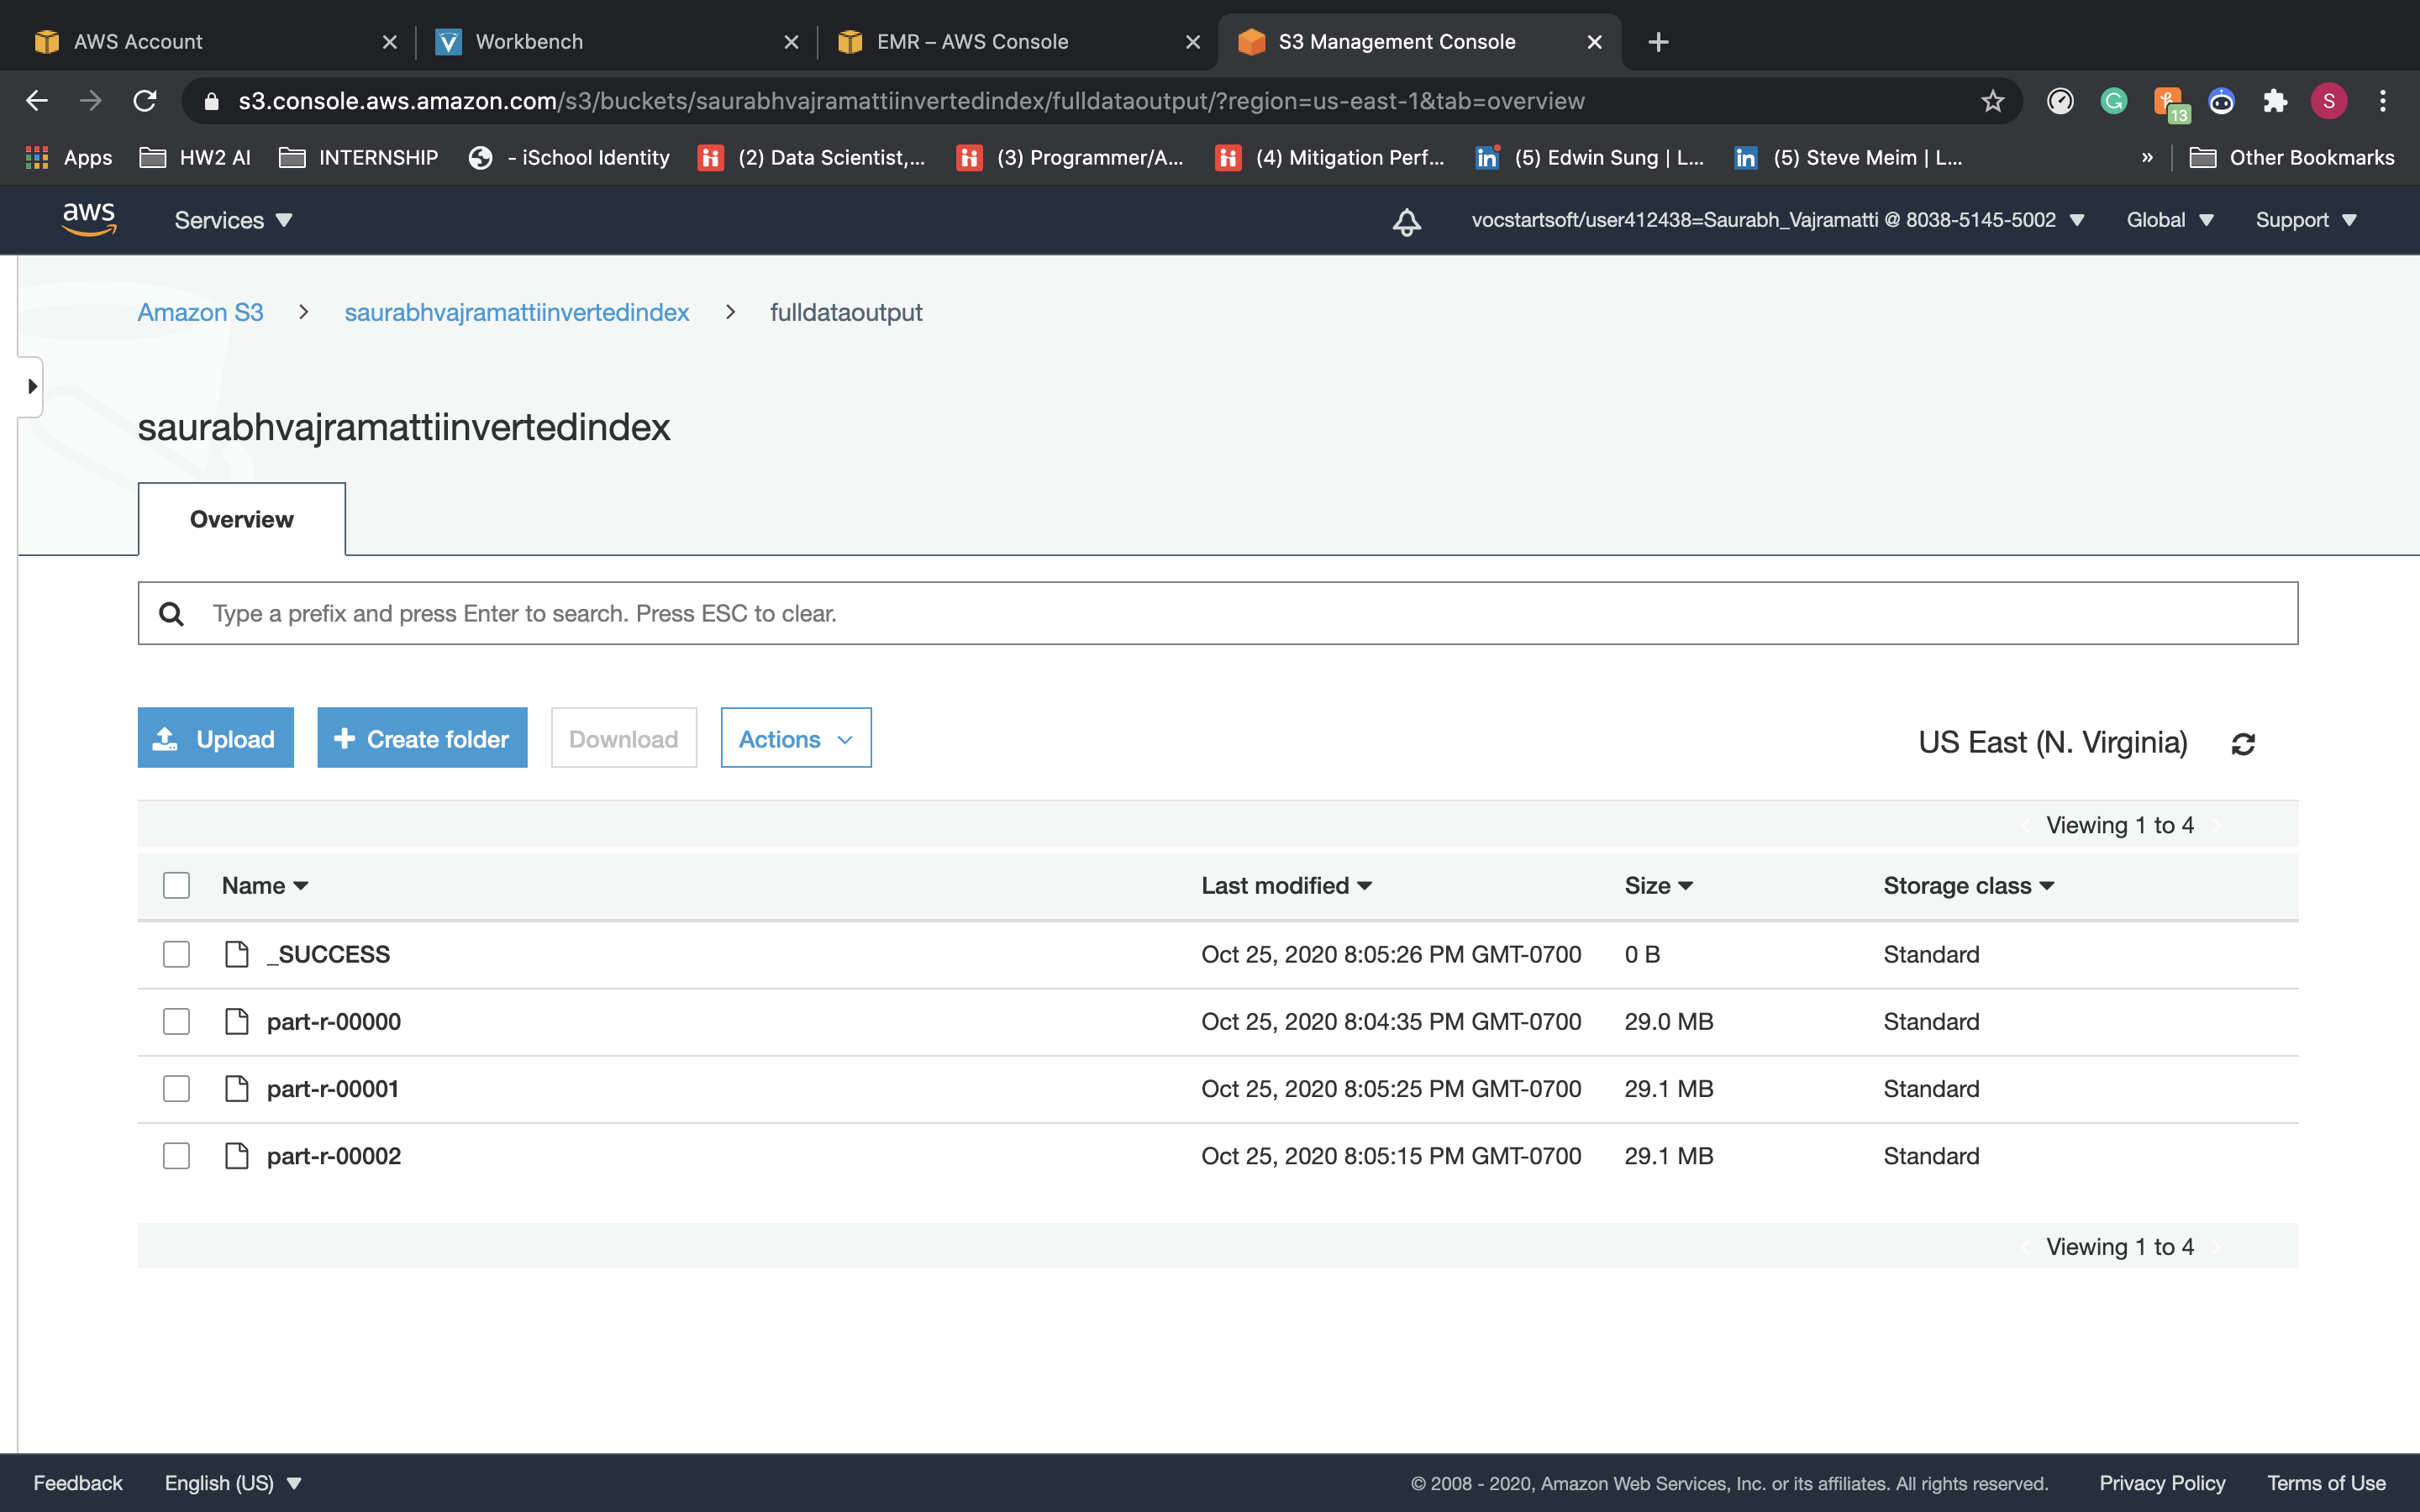 AWS Account
Workbench
EMR – AWS Console
S3 Management Console
s3.console.aws.amazon.com/s3/buckets/saurabhvajramattiinvertedindex/fulldataoutput/?region=us-east-1&tab=overview
13
S
Apps
HW2 AI
INTERNSHIP
- iSchool Identity
(2) Data Scientist,...
(3) Programmer/A...
(4) Mitigation Perf...
(5) Edwin Sung | L...
(5) Steve Meim | L...
»
Other Bookmarks
aws
Services
vocstartsoft/user412438=Saurabh_Vajramatti @ 8038-5145-5002
Global
Support
Amazon S3 > saurabhvajramattiinvertedindex > fulldataoutput
saurabhvajramattiinvertedindex
Overview
Type a prefix and press Enter to search. Press ESC to clear.
Upload
Create folder
Download
Actions
US East (N. Virginia)
Viewing 1 to 4
Name Last modified Size Storage class
_SUCCESS Oct 25, 2020 8:05:26 PM GMT-0700 0 B Standard
part-r-00000 Oct 25, 2020 8:04:35 PM GMT-0700 29.0 MB Standard
part-r-00001 Oct 25, 2020 8:05:25 PM GMT-0700 29.1 MB Standard
part-r-00002 Oct 25, 2020 8:05:15 PM GMT-0700 29.1 MB Standard
Viewing 1 to 4
Feedback
English (US)
© 2008 - 2020, Amazon Web Services, Inc. or its affiliates. All rights reserved.
Privacy Policy
Terms of Use